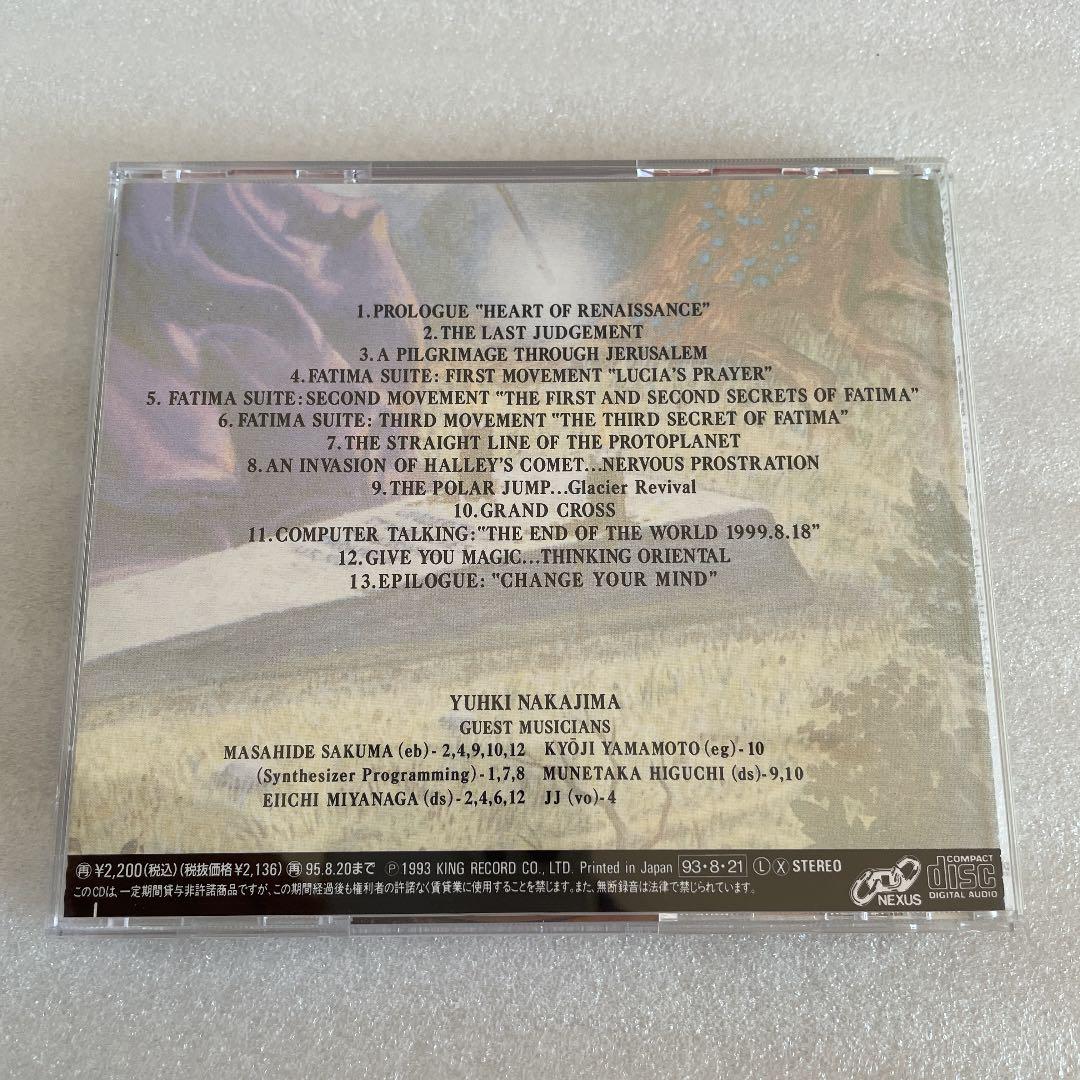 1.PROLOGUE "HEART OF RENAISSANCE"
2.THE LAST JUDGEMENT
3.A PILGRIMAGE THROUGH JERUSALEM
4.FATIMA SUITE: FIRST MOVEMENT "LUCIA'S PRAYER"
5. FATIMA SUITE:SECOND MOVEMENT "THE FIRST AND SECOND SECRETS OF FATIMA"
6.FATIMA SUITE: THIRD MOVEMENT "THE THIRD SECRET OF FATIMA"
7.THE STRAIGHT LINE OF THE PROTOPLANET
8.AN INVASION OF HALLEY'S COMET...NERVOUS PROSTRATION
9.THE POLAR JUMP...Glacier Revival
10.GRAND CROSS
11.COMPUTER TALKING:"THE END OF THE WORLD 1999.8.18"
12.GIVE YOU MAGIC...THINKING ORIENTAL
13.EPILOGUE: "CHANGE YOUR MIND"
YUHKI NAKAJIMA
GUEST MUSICIANS
MASAHIDE SAKUMA (eb)- 2,4,9,10,12 KYŌJI YAMAMOTO (eg)-10
(Synthesizer Programming)-1,7,8 MUNETAKA HIGUCHI (ds)-9,10
EIICHI MIYANAGA (ds)-2,4,6,12 JJ (vo)-4
再 ¥2,200(税込)(税抜価格¥2,136) 再 95.8.20まで Ⓟ 1993 KING RECORD CO., LTD. Printed in Japan 93・8・21 Ⓛ Ⓧ STEREO
このCDは、一定期間貸与非許諾商品ですが、この期間経過後も権利者の許諾なく賃貸業に使用することを禁じます。また、無断録音は法律で禁じられています。
NEXUS
COMPACT
disc
DIGITAL AUDIO